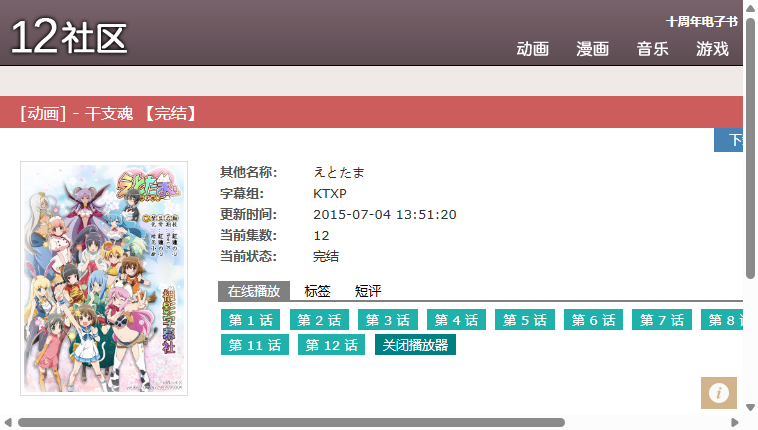 12社区
十周年电子书
动画 漫画 音乐 游戏
[动画] - 干支魂 【完结】
下
其他名称: えとたま
字幕组: KTXP
更新时间: 2015-07-04 13:51:20
当前集数: 12
当前状态: 完结
在线播放 标签 短评
第 1 话 第 2 话 第 3 话 第 4 话 第 5 话 第 6 话 第 7 话 第 8
第 11 话 第 12 话 关闭播放器
えとたま